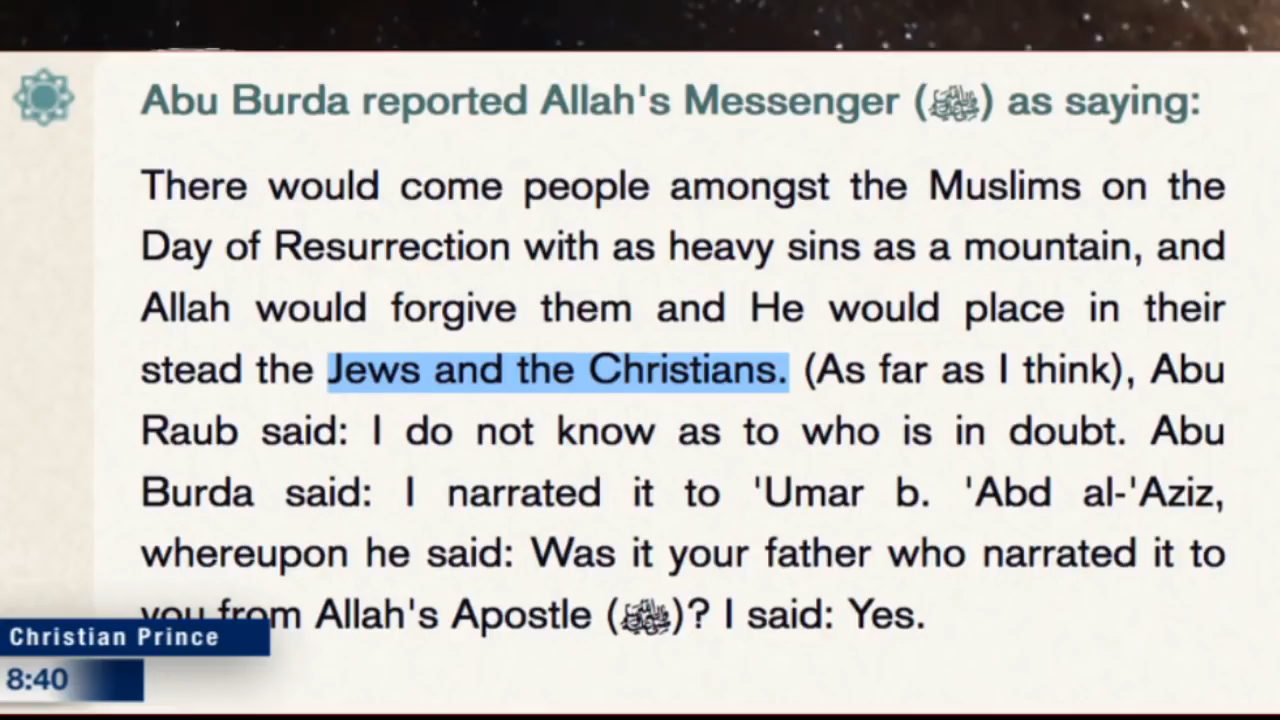 Abu Burda reported Allah's Messenger (ﷺ) as saying:
There would come people amongst the Muslims on the
Day of Resurrection with as heavy sins as a mountain, and
Allah would forgive them and He would place in their
stead the Jews and the Christians. (As far as I think), Abu
Raub said: I do not know as to who is in doubt. Abu
Burda said: I narrated it to 'Umar b. 'Abd al-'Aziz,
whereupon he said: Was it your father who narrated it to
you from Allah's Apostle (ﷺ)? I said: Yes.
Christian Prince
8:40